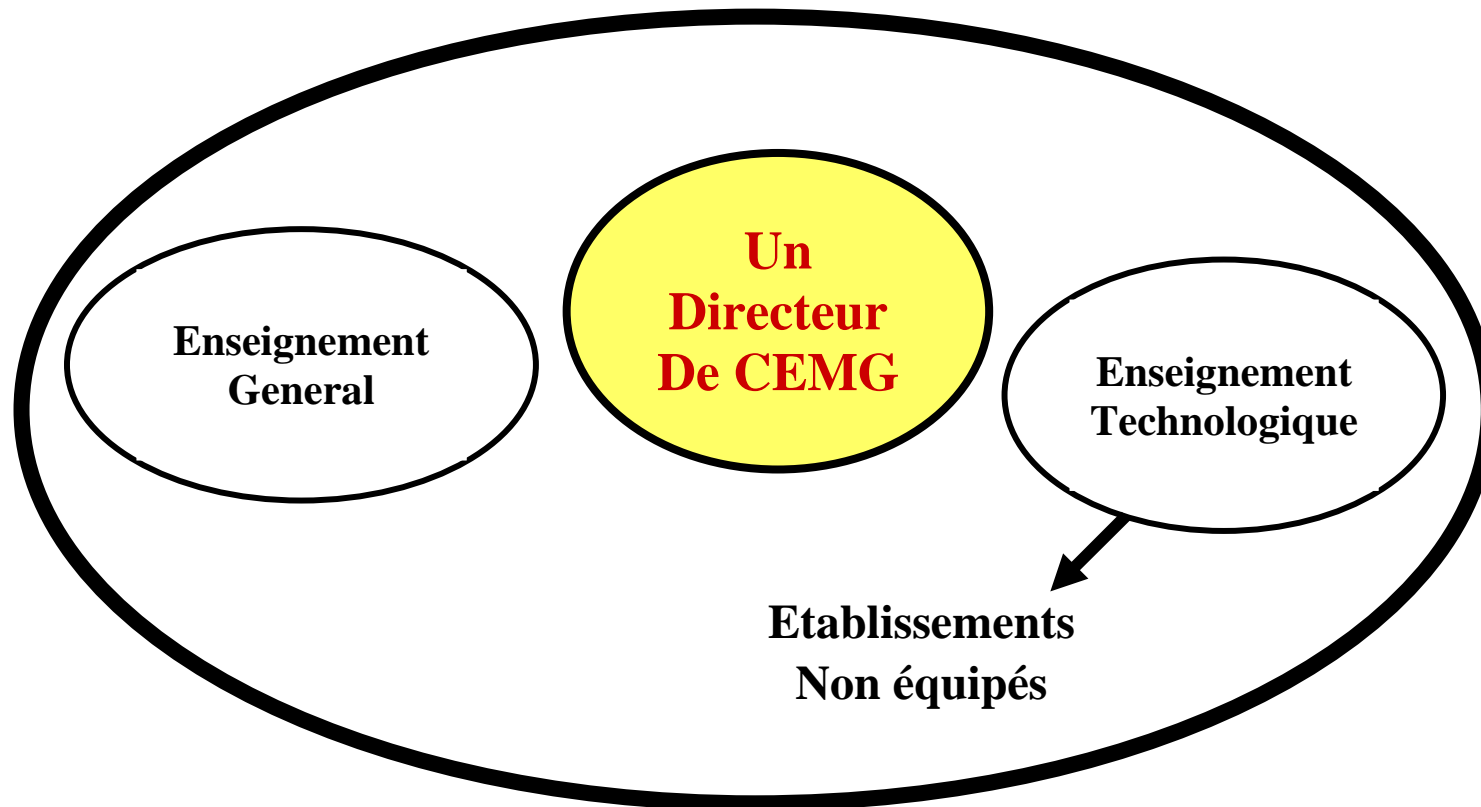 Un
Directeur
De CEMG
Enseignement
General
Enseignement
Technologique
Etablissements
Non équipés